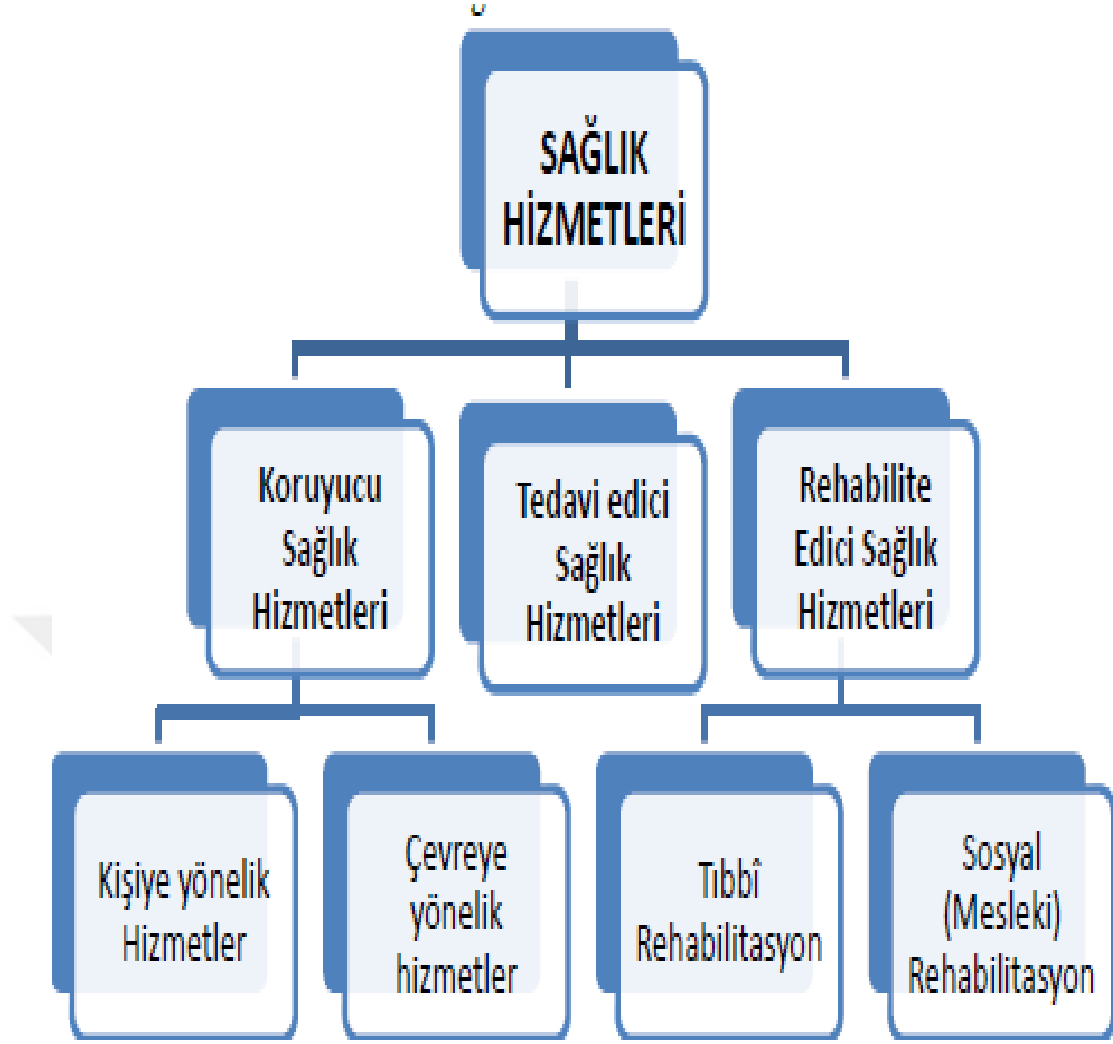 SAĞLIK
HİZMETLERİ
Koruyucu
Sağlık
Hizmetleri
Tedavi edici
Sağlık
Hizmetleri
Rehabilite
Edici Sağlık
Hizmetleri
Kişiye yönelik
Hizmetler
Çevreye
yönelik
hizmetler
Tıbbî
Rehabilitasyon
Sosyal
(Mesleki)
Rehabilitasyon